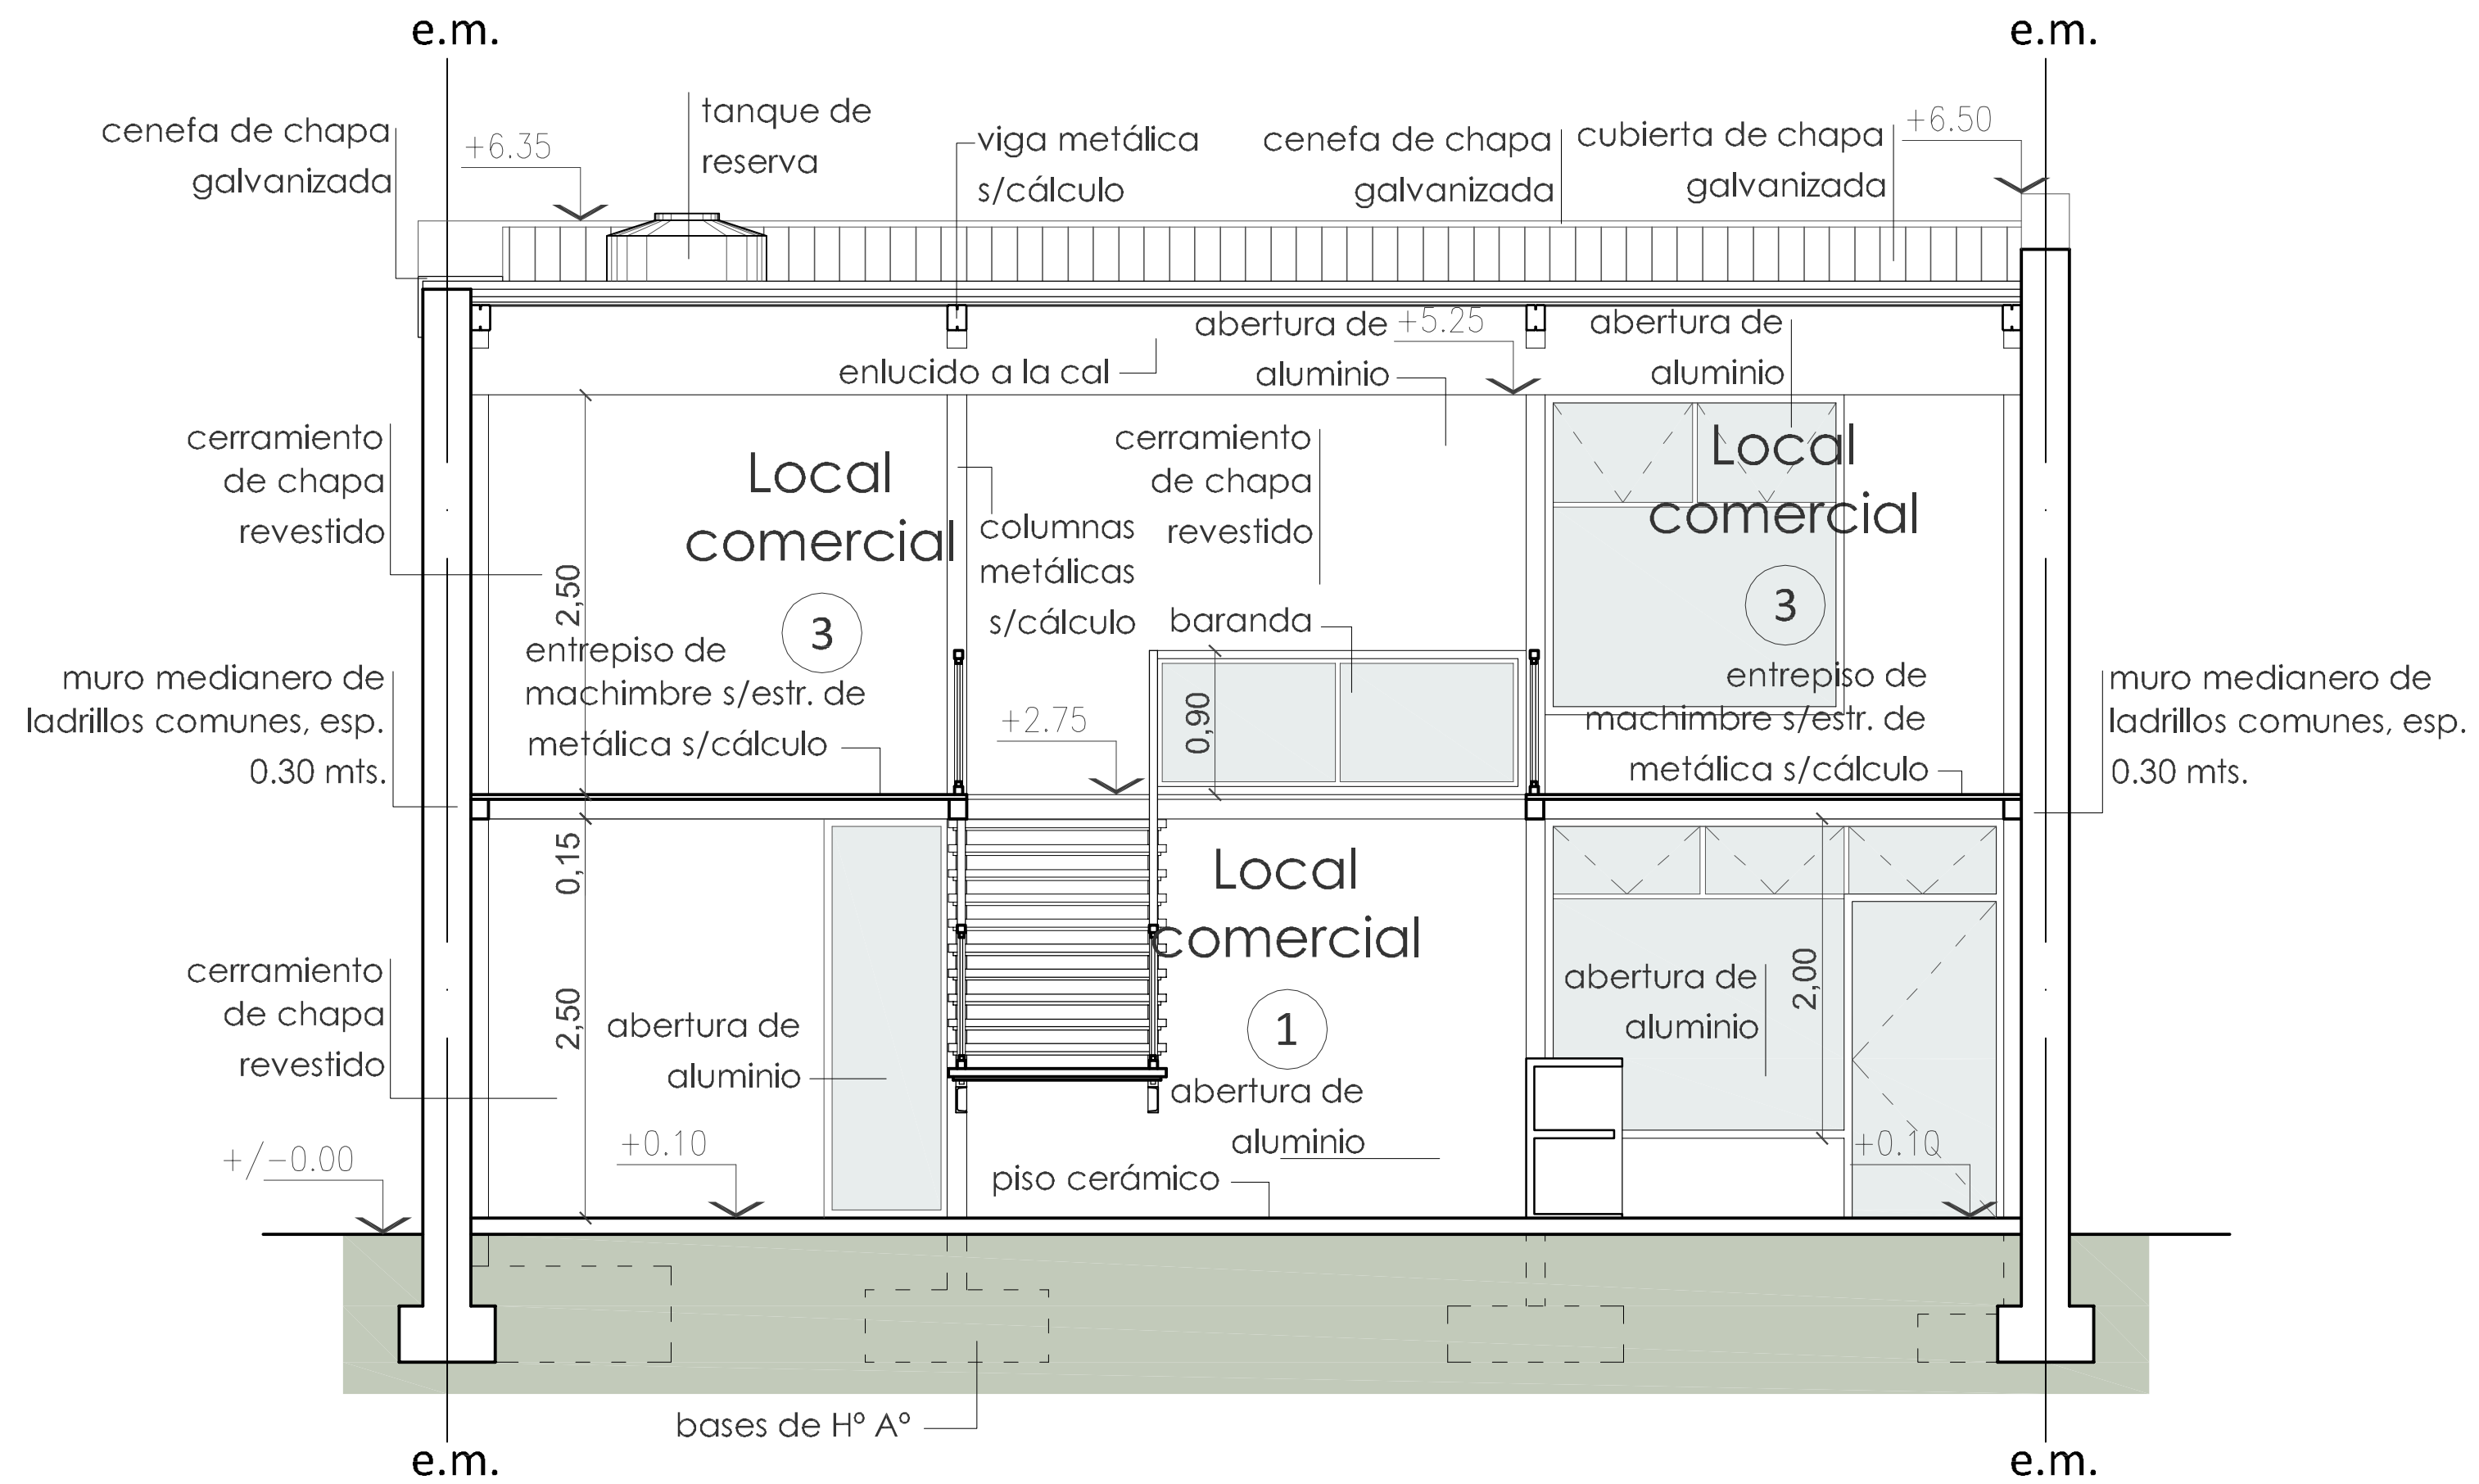 e.m.
e.m.
cenefa de chapa
galvanizada
+6.35
tanque de
reserva
viga metálica
s/cálculo
cenefa de chapa
galvanizada
cubierta de chapa
galvanizada
+6.50
enlucido a la cal
abertura de
aluminio
+5.25
abertura de
aluminio
cerramiento
de chapa
revestido
2,50
Local
comercial
3
columnas
metálicas
s/cálculo
cerramiento
de chapa
revestido
baranda
Local
comercial
3
muro medianero de
ladrillos comunes, esp.
0.30 mts.
entrepiso de
machimbre s/estr. de
metálica s/cálculo
+2.75
0,90
entrepiso de
machimbre s/estr. de
metálica s/cálculo
muro medianero de
ladrillos comunes, esp.
0.30 mts.
0,15
Local
comercial
1
cerramiento
de chapa
revestido
2,50
abertura de
aluminio
abertura de
aluminio
abertura de
aluminio
2,00
+/-0.00
+0.10
piso cerámico
+0.10
bases de Hº Aº
e.m.
e.m.